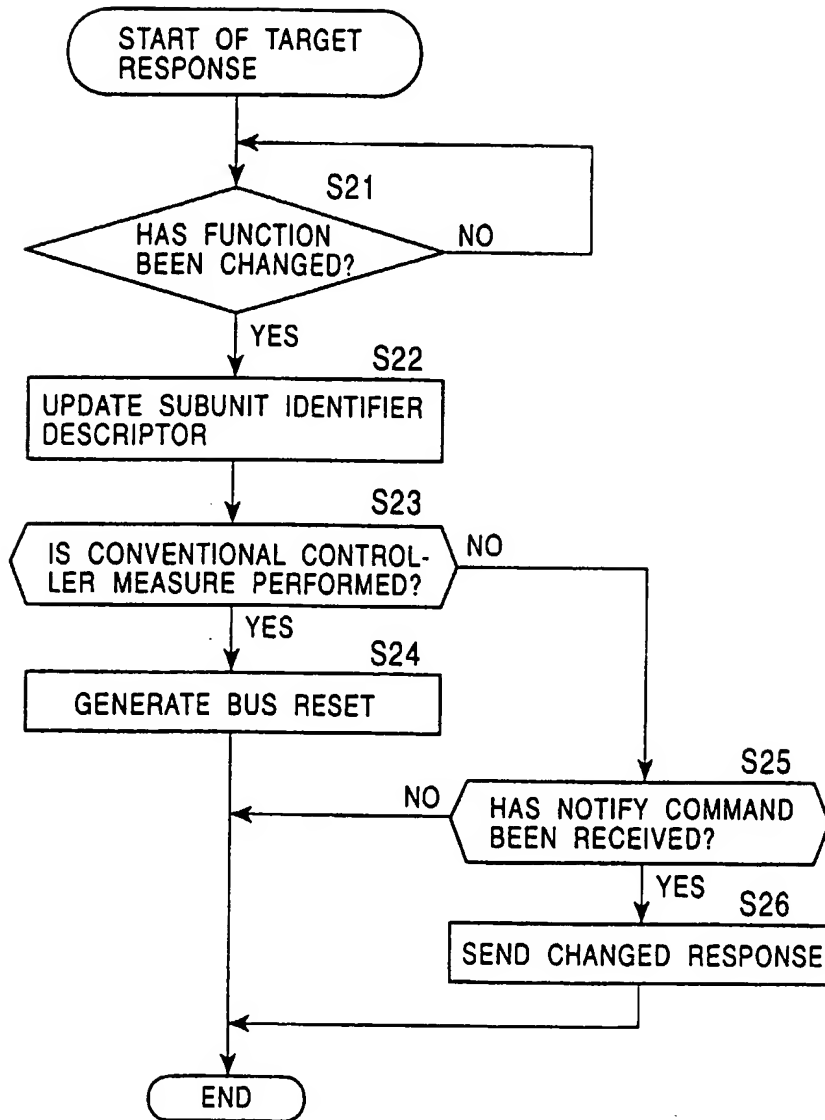 START OF TARGET
RESPONSE
S21
HAS FUNCTION
BEEN CHANGED?
NO
YES
S22
UPDATE SUBUNIT IDENTIFIER
DESCRIPTOR
S23
IS CONVENTIONAL CONTROL-
LER MEASURE PERFORMED?
NO
YES
S24
GENERATE BUS RESET
S25
NO
HAS NOTIFY COMMAND
BEEN RECEIVED?
YES
S26
SEND CHANGED RESPONSE
END